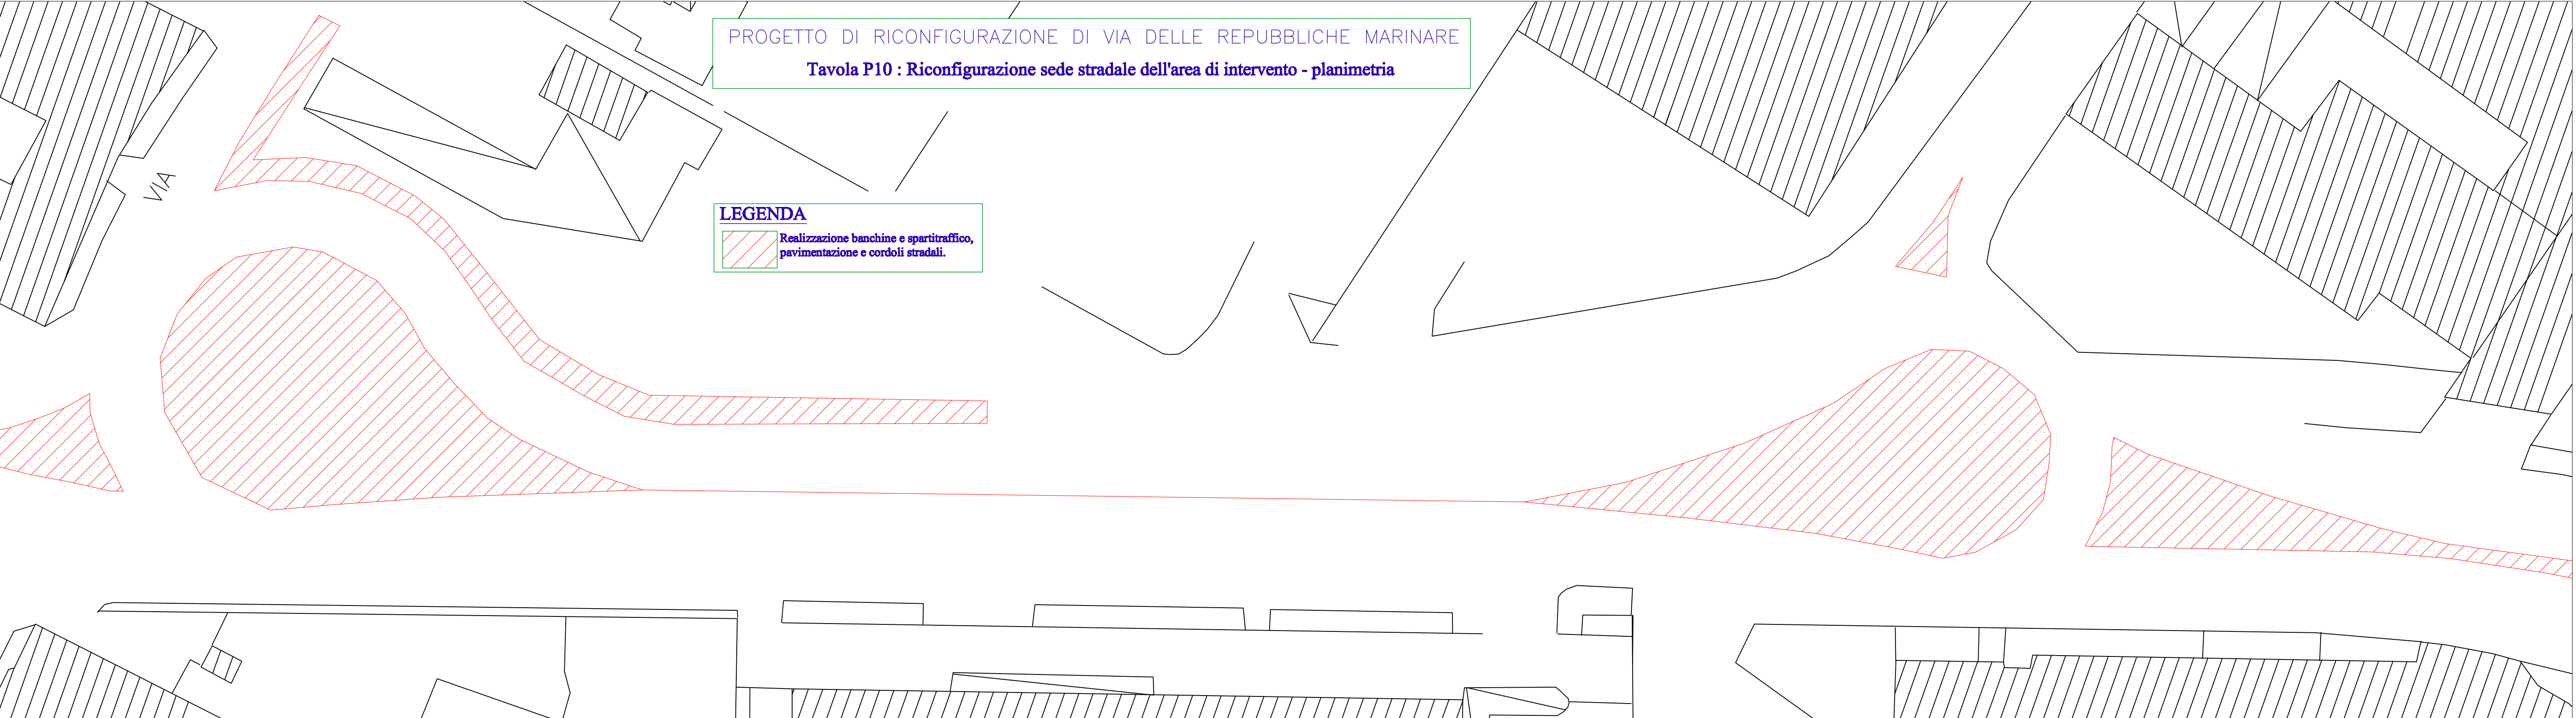 PROGETTO DI RICONFIGURAZIONE DI VIA DELLE REPUBBLICHE MARINARE
Tavola P10 : Riconfigurazione sede stradale dell'area di intervento - planimetria
VIA
LEGENDA
Realizzazione banchine e spartitraffico,
pavimentazione e cordoli stradali.